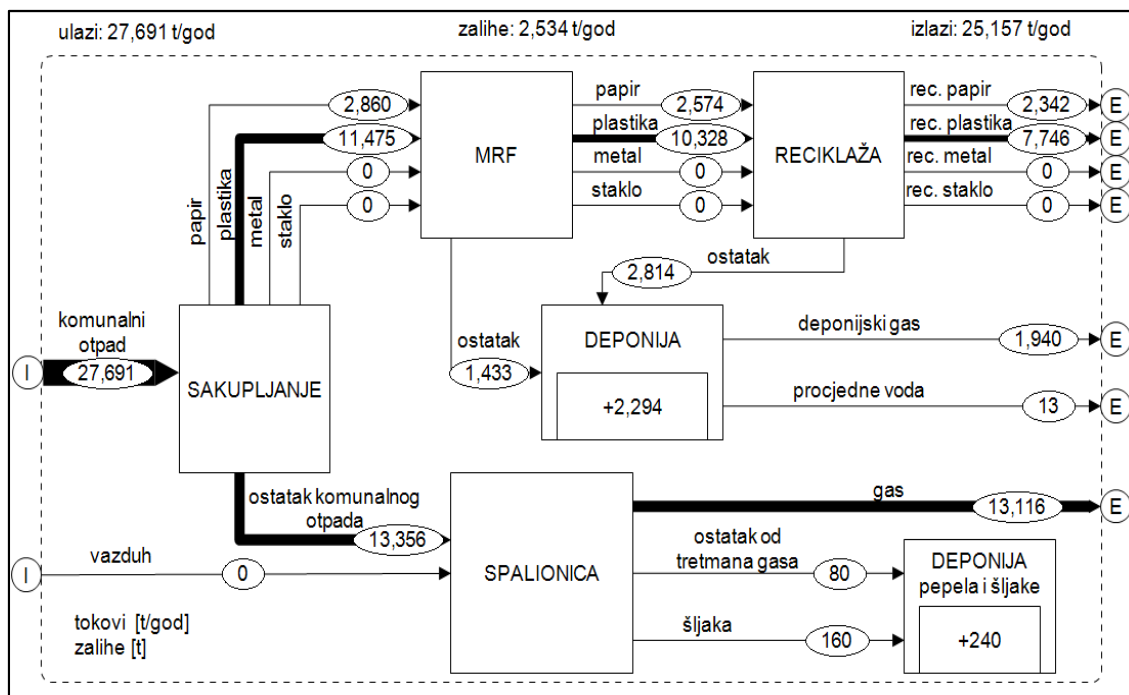 ulazi: 27,691 t/god
zalihe: 2,534 t/god
izlazi: 25,157 t/god
2,860
11,475
0
0
papir
plastika
metal
staklo
MRF
papir
2,574
plastika
10,328
metal
0
staklo
0
RECIKLAŽA
rec. papir
2,342
E
rec. plastika
7,746
E
rec. metal
0
E
rec. staklo
0
E
ostatak
2,814
komunalni
otpad
I
27,691
SAKUPLJANJE
ostatak
1,433
DEPONIJA
+2,294
deponijski gas
1,940
E
procjedne voda
13
E
ostatak komunalnog
otpada
13,356
vazduh
I
0
SPALIONICA
gas
13,116
E
ostatak od
tretmana gasa
80
šljaka
160
DEPONIJA
pepela i šljake
+240
tokovi [t/god]
zalihe [t]